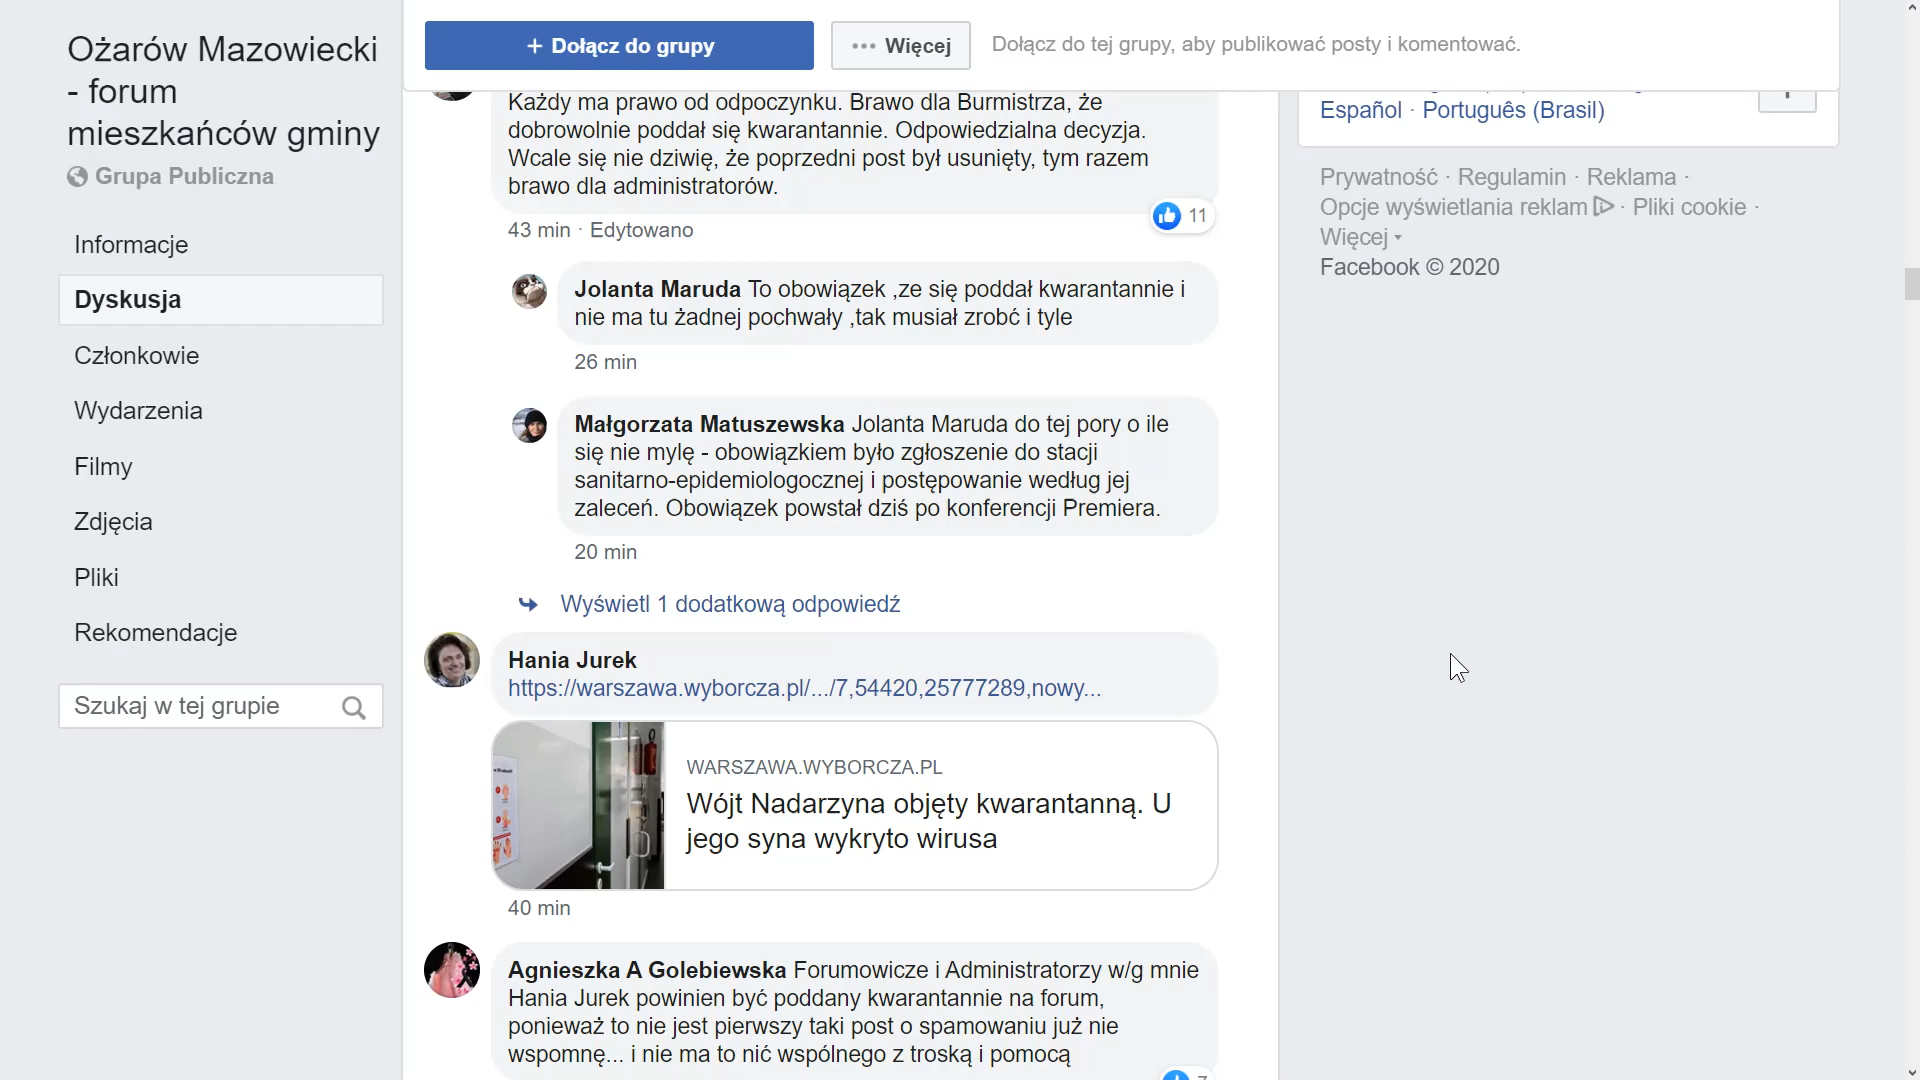 Ożarów Mazowiecki
- forum
mieszkańców gminy
Grupa Publiczna
Informacje
Dyskusja
Członkowie
Wydarzenia
Filmy
Zdjęcia
Pliki
Rekomendacje
Szukaj w tej grupie
+ Dołącz do grupy
Więcej
Dołącz do tej grupy, aby publikować posty i komentować.
Każdy ma prawo od odpoczynku. Brawo dla Burmistrza, że
dobrowolnie poddał się kwarantannie. Odpowiedzialna decyzja.
Wcale się nie dziwię, że poprzedni post był usunięty, tym razem
brawo dla administratorów.
11
43 min · Edytowano
Jolanta Maruda To obowiązek ,ze się poddał kwarantannie i
nie ma tu żadnej pochwały ,tak musiał zrobć i tyle
26 min
Małgorzata Matuszewska Jolanta Maruda do tej pory o ile
się nie mylę - obowiązkiem było zgłoszenie do stacji
sanitarno-epidemiologocznej i postępowanie według jej
zaleceń. Obowiązek powstał dziś po konferencji Premiera.
20 min
Wyświetl 1 dodatkową odpowiedź
Hania Jurek
https://warszawa.wyborcza.pl/.../7,54420,25777289,nowy...
WARSZAWA.WYBORCZA.PL
Wójt Nadarzyna objęty kwarantanną. U
jego syna wykryto wirusa
40 min
Agnieszka A Golebiewska Forumowicze i Administratorzy w/g mnie
Hania Jurek powinien być poddany kwarantannie na forum,
ponieważ to nie jest pierwszy taki post o spamowaniu już nie
wspomnę... i nie ma to nić wspólnego z troską i pomocą
Español · Português (Brasil)
Prywatność · Regulamin · Reklama ·
Opcje wyświetlania reklam · Pliki cookie ·
Więcej
Facebook © 2020